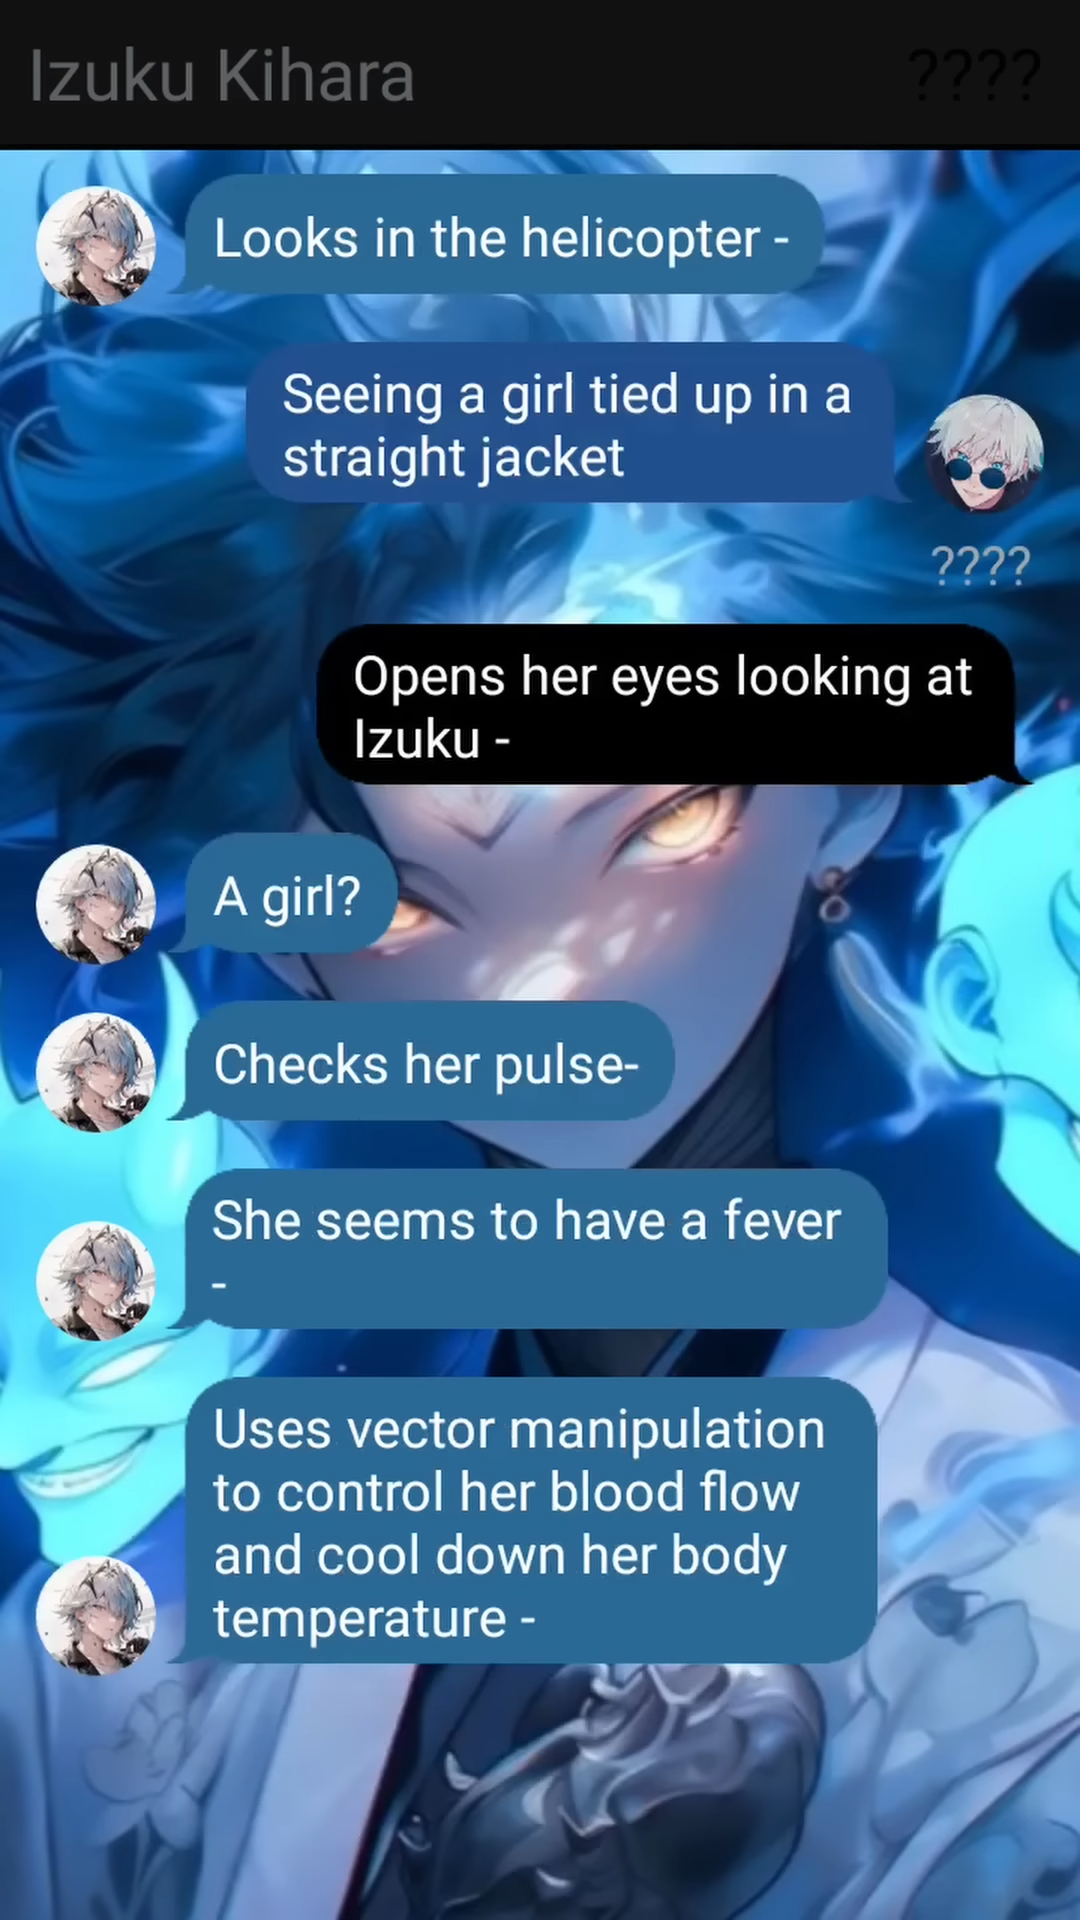 Izuku Kihara
????
Looks in the helicopter -
Seeing a girl tied up in a
straight jacket
????
Opens her eyes looking at
Izuku -
A girl?
Checks her pulse-
She seems to have a fever
-
Uses vector manipulation
to control her blood flow
and cool down her body
temperature -